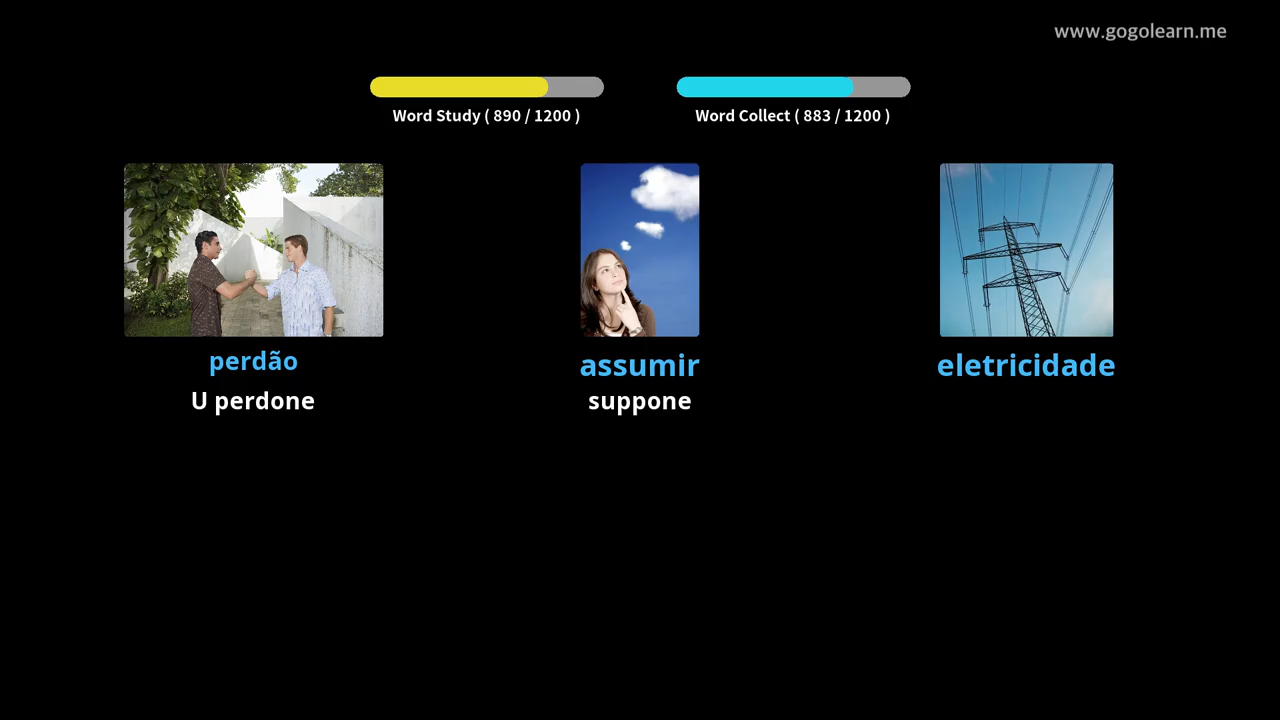 www.gogolearn.me
Word Study ( 890 / 1200 )
Word Collect ( 883 / 1200 )
perdão
assumir
eletricidade
U perdone
suppone